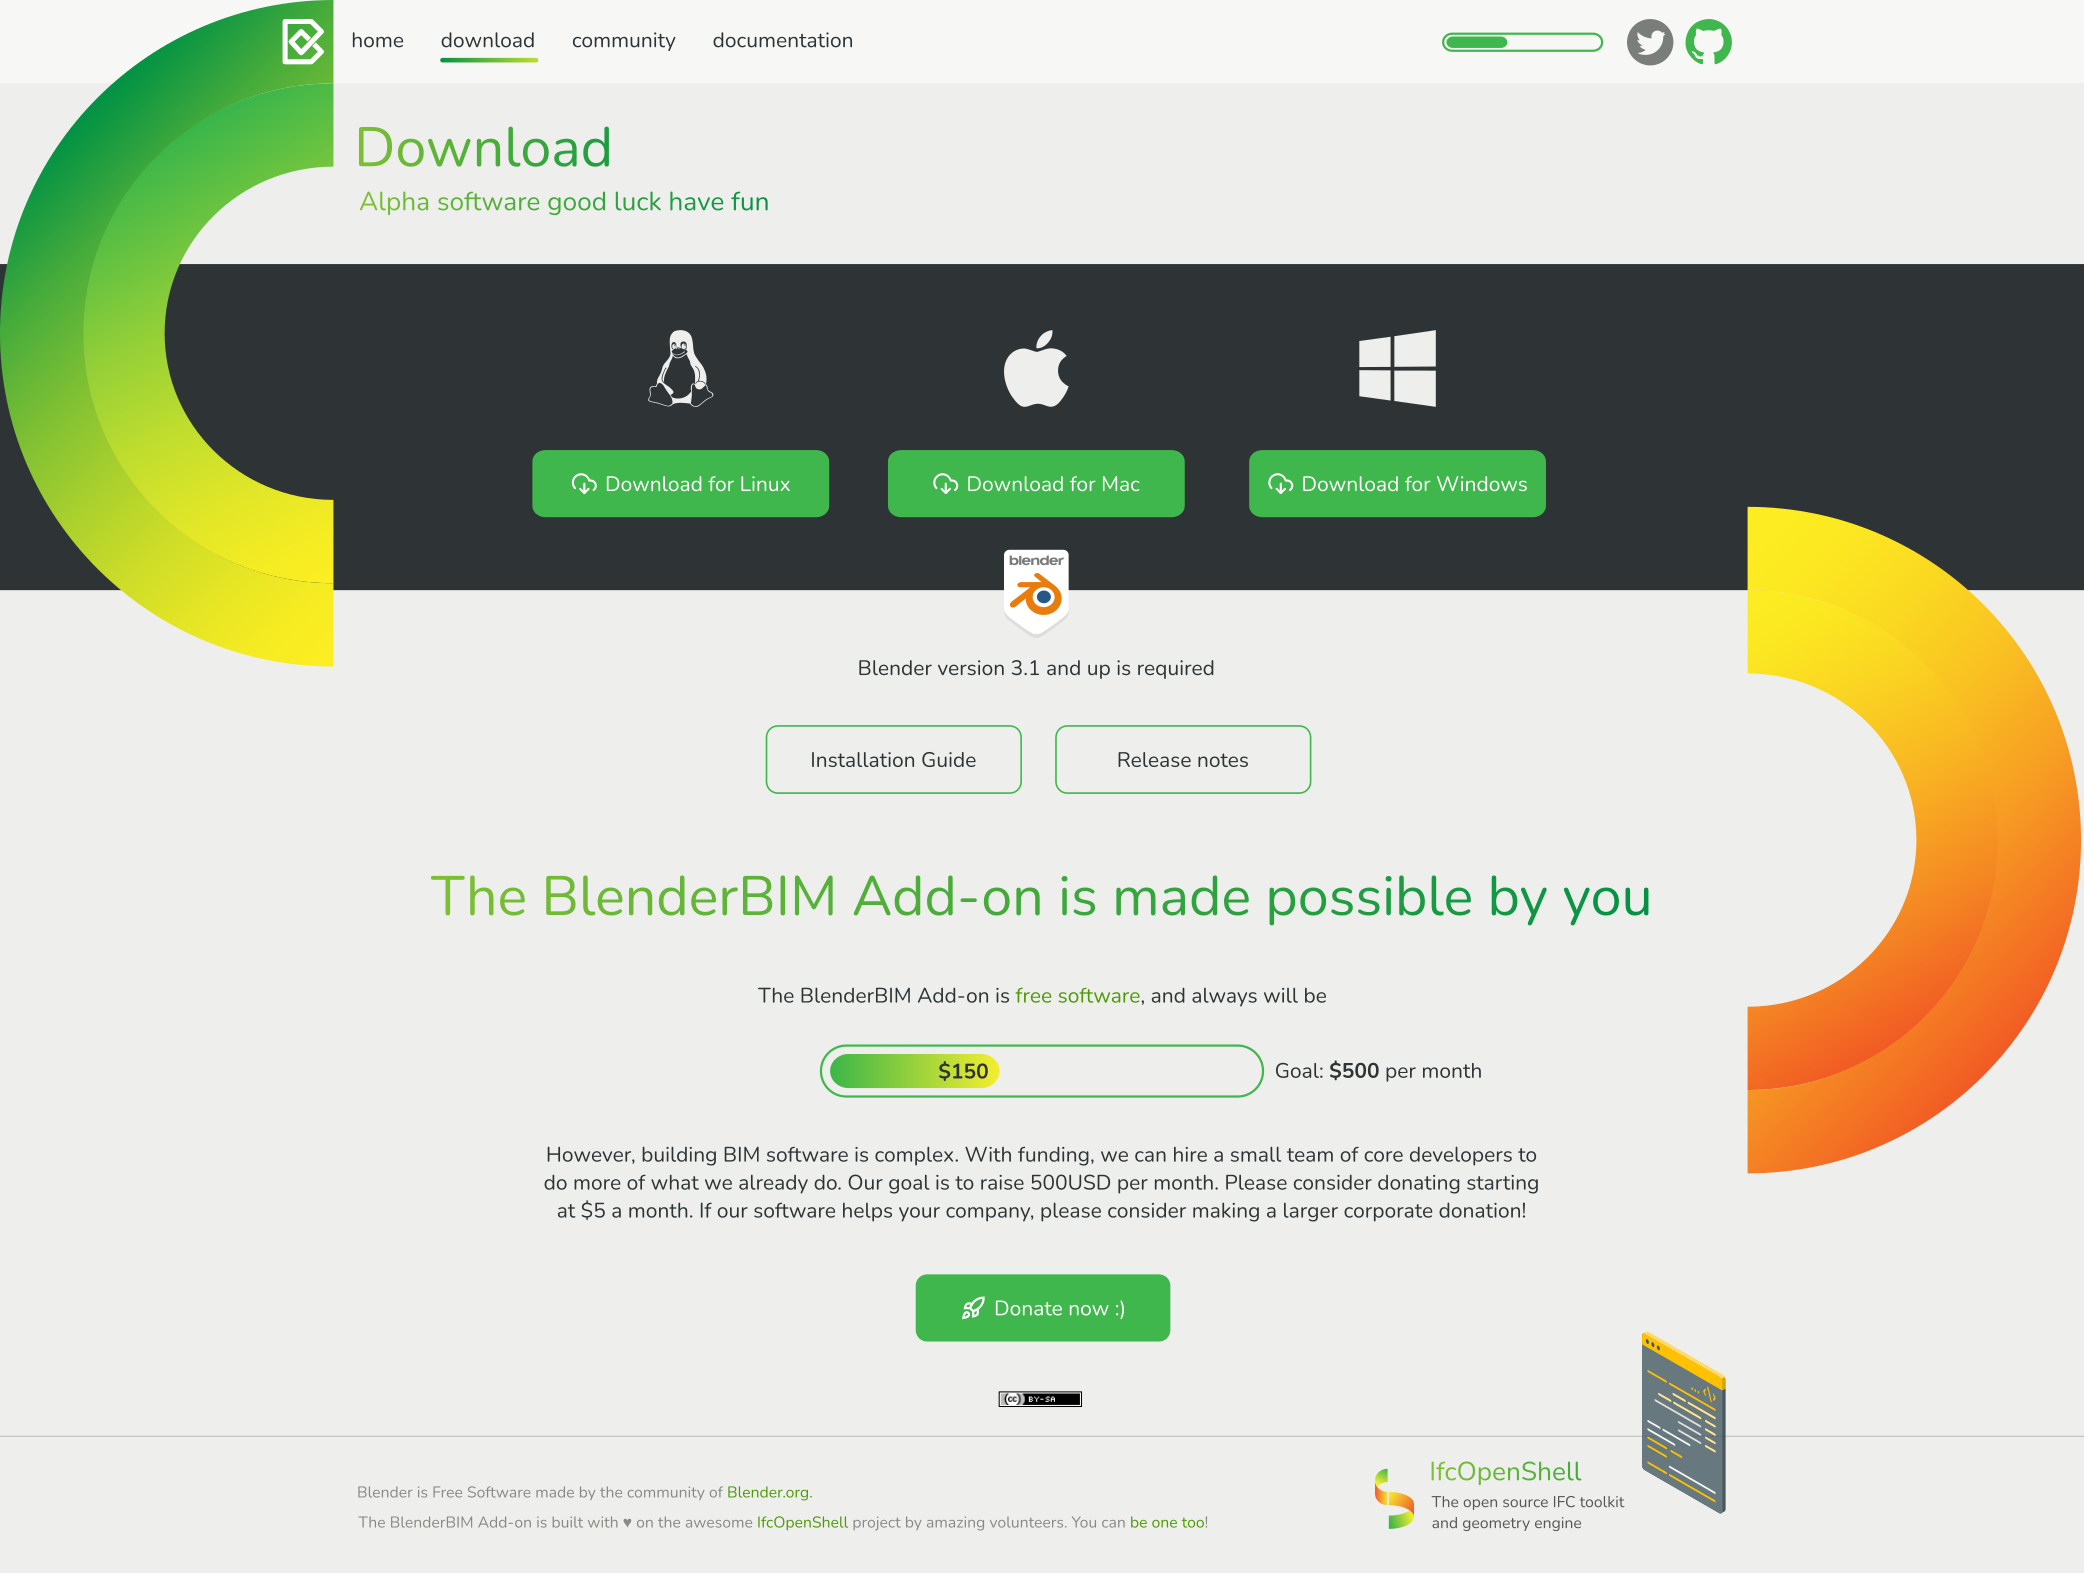 home download community documentation
Download
Alpha software good luck have fun
Download for Linux
Download for Mac
Download for Windows
blender
Blender version 3.1 and up is required
Installation Guide
Release notes
The BlenderBIM Add-on is made possible by you
The BlenderBIM Add-on is free software, and always will be
$150
Goal: $500 per month
However, building BIM software is complex. With funding, we can hire a small team of core developers to
do more of what we already do. Our goal is to raise 500USD per month. Please consider donating starting
at $5 a month. If our software helps your company, please consider making a larger corporate donation!
Donate now :)
cc BY-SA
Blender is Free Software made by the community of Blender.org.
The BlenderBIM Add-on is built with ♥ on the awesome IfcOpenShell project by amazing volunteers. You can be one too!
IfcOpenShell
The open source IFC toolkit
and geometry engine